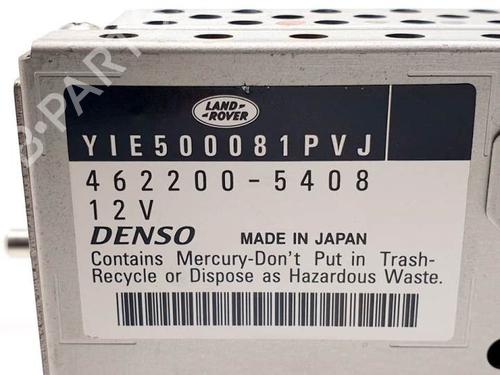 LAND-
ROVER
YIE500081PVJ
462200-5408
12V
DENSO MADE IN JAPAN
Contains Mercury-Don't Put in Trash-
Recycle or Dispose as Hazardous Waste.
B-PARTS